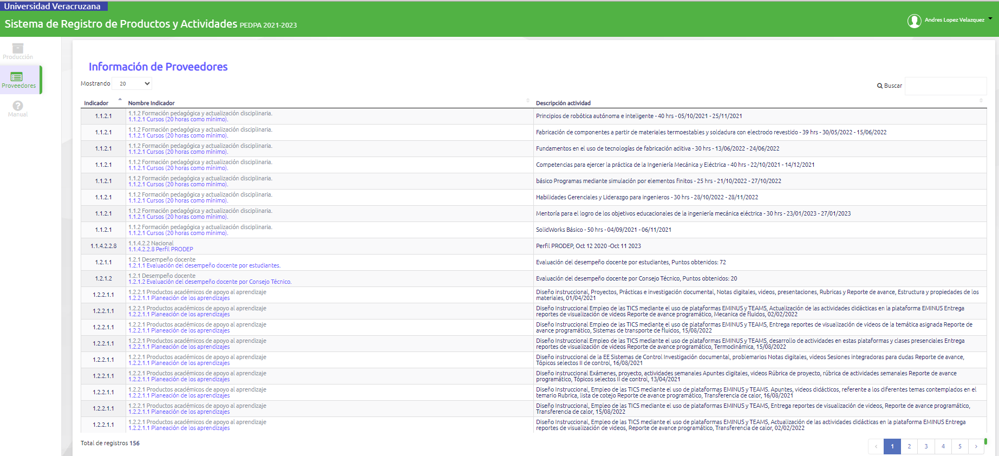 Universidad Veracruzana
Sistema de Registro de Productos y Actividades PEDPA 2021-2023
Andres Lopez Velazquez
Producción
Proveedores
Manual
Información de Proveedores
Mostrando 20
Buscar
Indicador Nombre Indicador Descripción actividad
1.1.2.1
1.1.2 Formación pedagógica y actualización disciplinaria.
1.1.2.1 Cursos (20 horas como mínimo).
Principios de robótica autónoma e inteligente - 40 hrs - 05/10/2021 - 25/11/2021
1.1.2.1
1.1.2 Formación pedagógica y actualización disciplinaria.
1.1.2.1 Cursos (20 horas como mínimo).
Fabricación de componentes a partir de materiales termoestables y soldadura con electrodo revestido - 39 hrs - 30/05/2022 - 15/06/2022
1.1.2.1
1.1.2 Formación pedagógica y actualización disciplinaria.
1.1.2.1 Cursos (20 horas como mínimo).
Fundamentos en el uso de tecnologías de fabricación aditiva - 30 hrs - 13/06/2022 - 24/06/2022
1.1.2.1
1.1.2 Formación pedagógica y actualización disciplinaria.
1.1.2.1 Cursos (20 horas como mínimo).
Competencias para ejercer la práctica de la Ingeniería Mecánica y Eléctrica - 40 hrs - 22/10/2021 - 14/12/2021
1.1.2.1
1.1.2 Formación pedagógica y actualización disciplinaria.
1.1.2.1 Cursos (20 horas como mínimo).
básico Programas mediante simulación por elementos finitos - 25 hrs - 21/10/2022 - 27/10/2022
1.1.2.1
1.1.2 Formación pedagógica y actualización disciplinaria.
1.1.2.1 Cursos (20 horas como mínimo).
Habilidades Gerenciales y Liderazgo para ingenieros - 30 hrs - 28/10/2022 - 28/11/2022
1.1.2.1
1.1.2 Formación pedagógica y actualización disciplinaria.
1.1.2.1 Cursos (20 horas como mínimo).
Mentoría para el logro de los objetivos educacionales de la ingeniería mecánica eléctrica - 30 hrs - 23/01/2023 - 27/01/2023
1.1.2.1
1.1.2 Formación pedagógica y actualización disciplinaria.
1.1.2.1 Cursos (20 horas como mínimo).
SolidWorks Básico - 50 hrs - 04/09/2021 - 06/11/2021
1.1.4.2.2.8
1.1.4.2.2 Nacional
1.1.4.2.2.8 Perfil PRODEP
Perfil PRODEP, Oct 12 2020 -Oct 11 2023
1.2.1.1
1.2.1 Desempeño docente
1.2.1.1 Evaluación del desempeño docente por estudiantes.
Evaluación del desempeño docente por estudiantes, Puntos obtenidos: 72
1.2.1.2
1.2.1 Desempeño docente
1.2.1.2 Evaluación del desempeño docente por Consejo Técnico.
Evaluación del desempeño docente por Consejo Técnico, Puntos obtenidos: 20
1.2.2.1.1
1.2.2.1 Productos académicos de apoyo al aprendizaje
1.2.2.1.1 Planeación de los aprendizajes
Diseño instruccional, Proyectos, Prácticas e investigación documental, Notas digitales, videos, presentaciones, Rubricas y Reporte de avance, Estructura y propiedades de los
materiales, 01/04/2021
1.2.2.1.1
1.2.2.1 Productos académicos de apoyo al aprendizaje
1.2.2.1.1 Planeación de los aprendizajes
Diseño Instruccional Empleo de las TICS mediante el uso de plataformas EMINUS y TEAMS, Actualización de las actividades didácticas en la plataforma EMINUS Entrega
reportes de visualización de videos Reporte de avance programático, Mecanica de fluidos, 02/02/2022
1.2.2.1.1
1.2.2.1 Productos académicos de apoyo al aprendizaje
1.2.2.1.1 Planeación de los aprendizajes
Diseño Instruccional Empleo de las TICS mediante el uso de plataformas EMINUS y TEAMS, Entrega reportes de visualización de videos de la temática asignada Reporte de
avance programático, Sistemas de transporte de fluidos, 15/08/2022
1.2.2.1.1
1.2.2.1 Productos académicos de apoyo al aprendizaje
1.2.2.1.1 Planeación de los aprendizajes
Diseño Instruccional Empleo de las TICS mediante el uso de plataformas EMINUS y TEAMS, desarrollo de actividades en estas plataformas y clases presenciales Entrega
reportes de visualización de videos Reporte de avance programático, Termodinámica, 15/08/2022
1.2.2.1.1
1.2.2.1 Productos académicos de apoyo al aprendizaje
1.2.2.1.1 Planeación de los aprendizajes
Diseño instruccional de la EE Sistemas de Control Investigación documental, problemarios Notas digitales, videos Sesiones integradoras para dudas Reporte de avance,
Tópicos selectos II de control, 16/08/2021
1.2.2.1.1
1.2.2.1 Productos académicos de apoyo al aprendizaje
1.2.2.1.1 Planeación de los aprendizajes
Diseño instruccional Exámenes, proyecto, actividades semanales Apuntes digitales, videos Rúbrica de proyecto, rúbrica de actividades semanales Reporte de avance
programático, Tópicos selectos II de control, 13/04/2021
1.2.2.1.1
1.2.2.1 Productos académicos de apoyo al aprendizaje
1.2.2.1.1 Planeación de los aprendizajes
Diseño Instruccional, Empleo de las TICS mediante el uso de plataformas EMINUS y TEAMS. Apuntes, videos didácticos, referente a los diferentes temas contemplados en el
temario Rubrica, lista de cotejo Reporte de avance programático, Transferencia de calor, 16/08/2021
1.2.2.1.1
1.2.2.1 Productos académicos de apoyo al aprendizaje
1.2.2.1.1 Planeación de los aprendizajes
Diseño Instruccional, Empleo de las TICS mediante el uso de plataformas EMINUS y TEAMS, Entrega reportes de visualización de videos, Reporte de avance programático,
Transferencia de calor, 15/08/2022
1.2.2.1.1
1.2.2.1 Productos académicos de apoyo al aprendizaje
1.2.2.1.1 Planeación de los aprendizajes
Diseño Instruccional, Empleo de las TICS mediante el uso de plataformas EMINUS y TEAMS, Actualización de las actividades didácticas en la plataforma EMINUS Entrega
reportes de visualización de videos, Reporte de avance programático, Transferencia de calor, 02/02/2022
Total de registros 156
‹ 1 2 3 4 5 ›